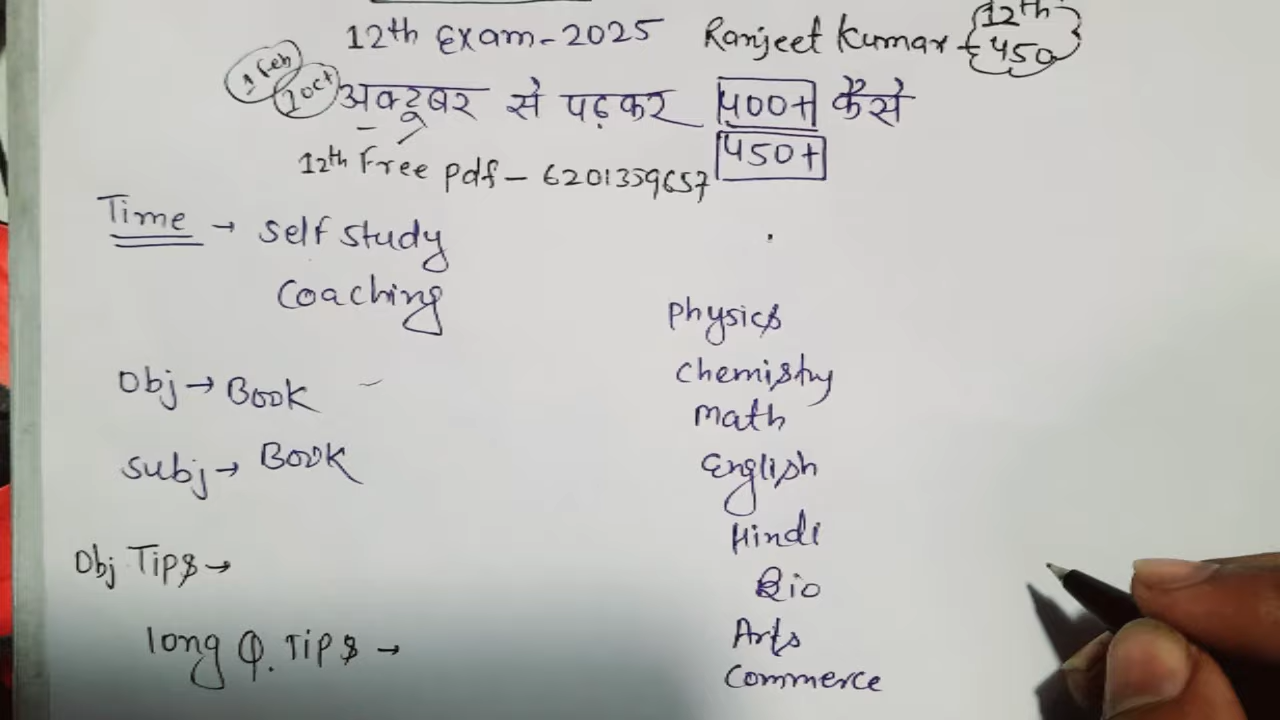 12th Exam-2025 Ranjeet Kumar - 12th 450
1 Feb 1 Oct अक्टूबर से पढ़कर 400+ कैसे
450+
12th Free pdf - 6201359657
Time → self study
Coaching
Physics
Chemistry
Obj → Book
Math
Subj → Book
English
Hindi
Obj Tips →
Bio
Arts
long Q. Tips →
Commerce